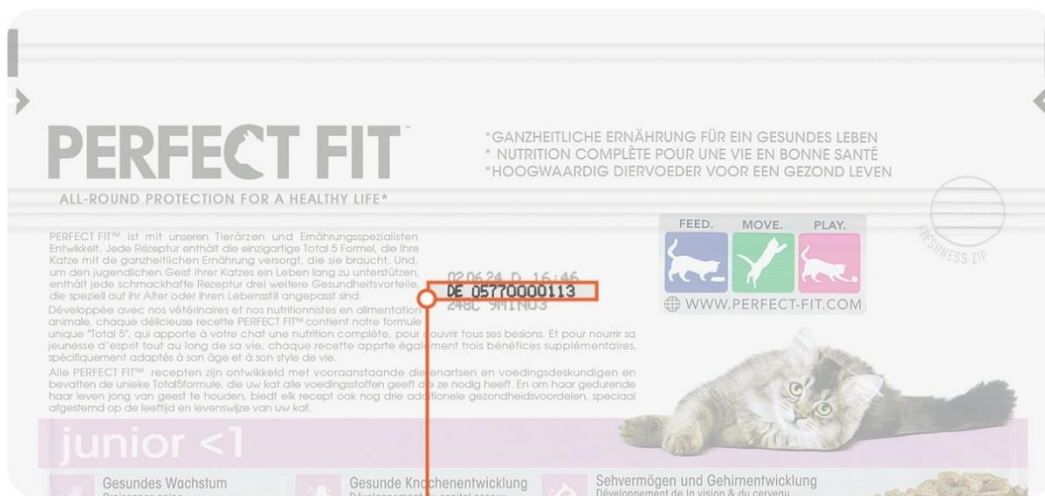 PERFECT FIT™
ALL-ROUND PROTECTION FOR A HEALTHY LIFE*
*GANZHEITLICHE ERNÄHRUNG FÜR EIN GESUNDES LEBEN
* NUTRITION COMPLÈTE POUR UNE VIE EN BONNE SANTÉ
*HOOGWAARDIG DIERVOEDER VOOR EEN GEZOND LEVEN
FRESHNESS ZIP
FEED. MOVE. PLAY.
WWW.PERFECT-FIT.COM
PERFECT FIT™ ist mit unseren Tierärzen und Ernährungsspezialisten
Entwikkelt. Jede Rézeptur enthält die einzigartige Total 5 Formel, die Ihre
Katze mit de ganzheitlichen Ernährung versorgt, die sie braucht. Und,
um den jugendlichen Geist ihrer Katzes ein Leben lang zu unterstützen,
enthält jede schmackhafte Rezeptur drei weitere Gesundheitsvorteile,
die speziell auf ihr Alter oder ihren Lebensstil angepasst sind.
02.06.24 D 16:46
DE 05770000113
248C 9MIN03
Développée avec nos vétérinaires et nos nutritionnistes en alimentation
animale, chaque délicieuse recette PERFECT FIT™ contient notre formule
unique "Total 5", qui apporte à votre chat une nutrition complète, pour couvrir tous ses besions. Et pour nourrir sa
jeunesse d'esprit tout au long de sa vie, chaque recette apprte également trois bénéfices supplémentaires,
spécifiquement adaptés à son âge et à son style de vie.
Alle PERFECT FIT™ recepten zijn ontwikkeld met vooraanstaande dierenartsen en voedingsdeskundigen en
bevatten de unieke Total5formule, die uw kat alle voedingsstoffen geeft die ze nodig heeft. En om haar gedurende
haar leven jong van geest te houden, biedt elk recept ook nog drie additionele gezondheidsvoordelen, speciaal
afgestemd op de leeftijd en levenswijze van uw kat.
junior <1
Gesundes Wachstum
Croissance saine
Gesunde Knochenentwicklung
Sehvermögen und Gehirnentwicklung
Développement de la vision & du cerveau